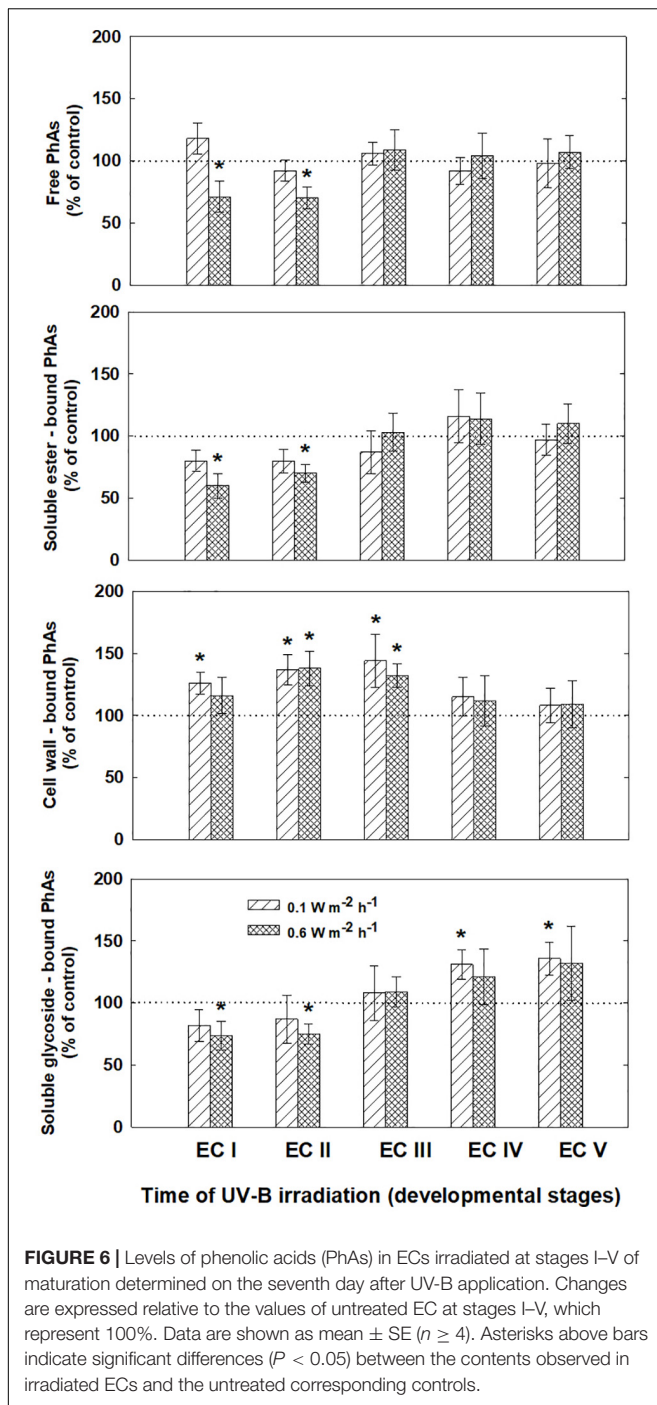 200
150
100
50
0
Free PhAs
(% of control)
* *
200
150
100
50
0
Soluble ester - bound PhAs
(% of control)
* *
200
150
100
50
0
Cell wall - bound PhAs
(% of control)
* * * * *
200
150
100
50
0
Soluble glycoside - bound PhAs
(% of control)
0.1 W m⁻² h⁻¹
0.6 W m⁻² h⁻¹
* * * *
EC I EC II EC III EC IV EC V
Time of UV-B irradiation (developmental stages)
FIGURE 6 | Levels of phenolic acids (PhAs) in ECs irradiated at stages I–V of
maturation determined on the seventh day after UV-B application. Changes
are expressed relative to the values of untreated EC at stages I–V, which
represent 100%. Data are shown as mean ± SE (n ≥ 4). Asterisks above bars
indicate significant differences (P < 0.05) between the contents observed in
irradiated ECs and the untreated corresponding controls.